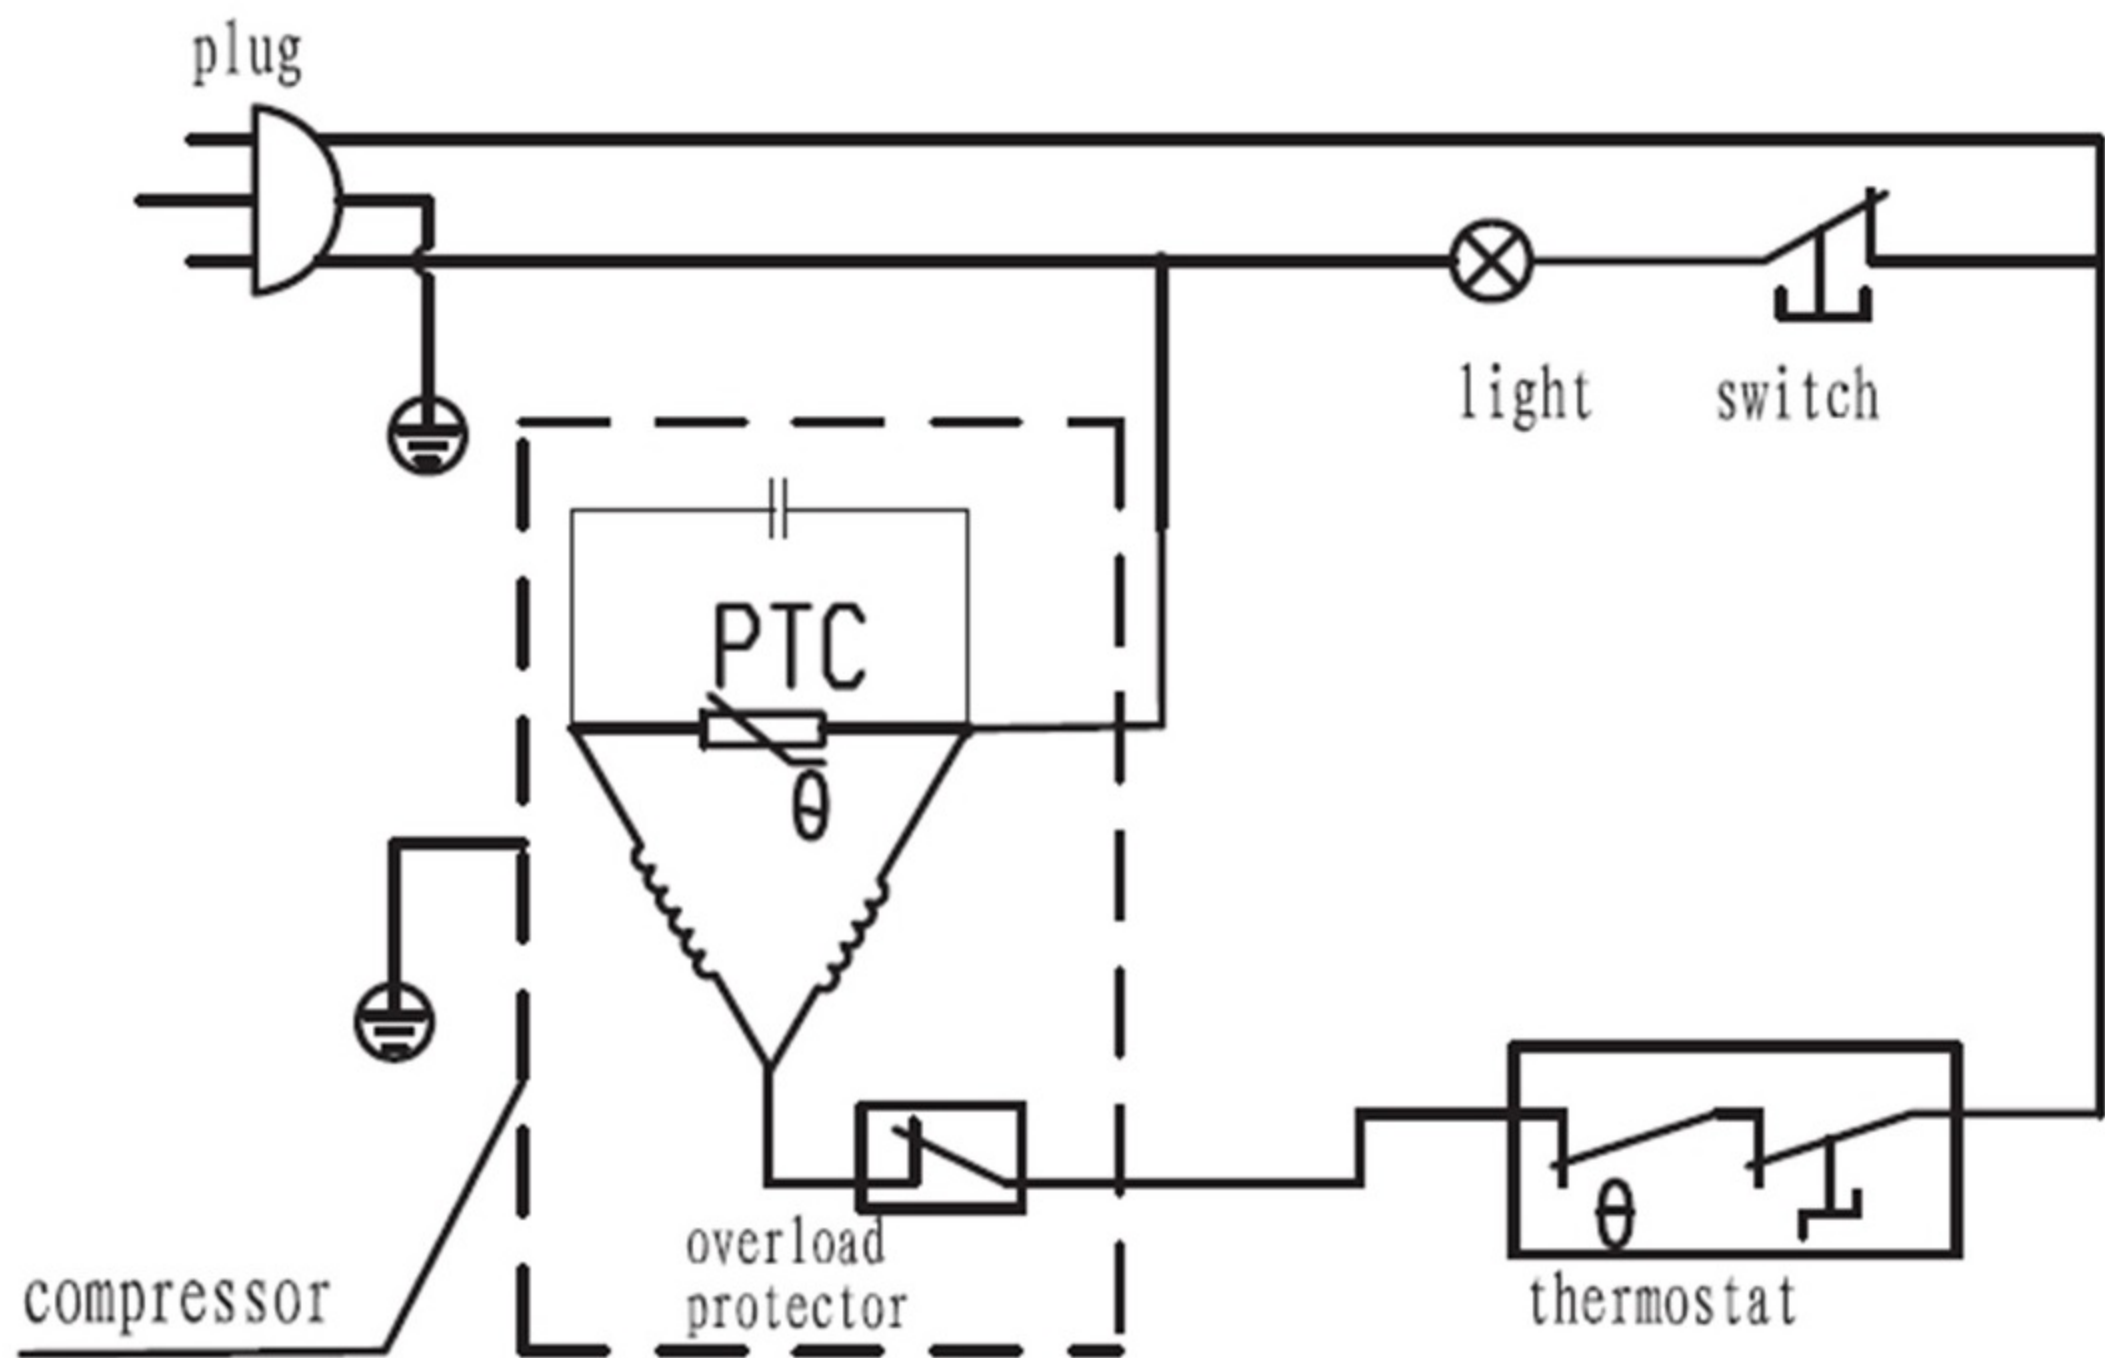 plug
light
switch
PTC
θ
overload
protector
θ
thermostat
compressor